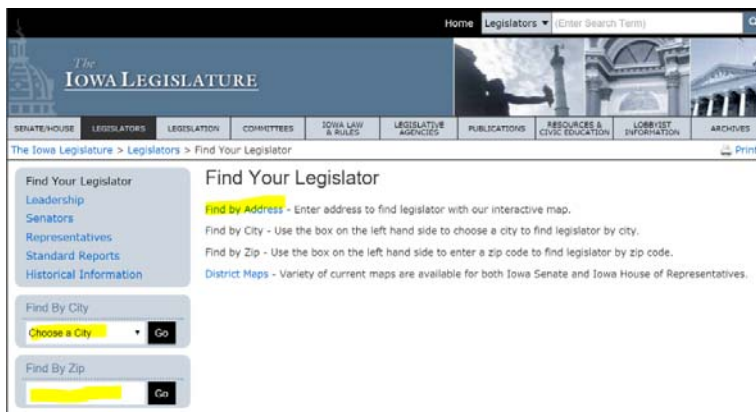 Home Legislators ▼ (Enter Search Term)
The
IOWA LEGISLATURE
SENATE/HOUSE LEGISLATORS LEGISLATION COMMITTEES IOWA LAW & RULES LEGISLATIVE AGENCIES PUBLICATIONS RESOURCES & CIVIC EDUCATION LOBBYIST INFORMATION ARCHIVES
The Iowa Legislature > Legislators > Find Your Legislator Print
Find Your Legislator
Leadership
Senators
Representatives
Standard Reports
Historical Information
Find By City
Choose a City ▼ Go
Find By Zip
Go
Find Your Legislator
Find by Address - Enter address to find legislator with our interactive map.
Find by City - Use the box on the left hand side to choose a city to find legislator by city.
Find by Zip - Use the box on the left hand side to enter a zip code to find legislator by zip code.
District Maps - Variety of current maps are available for both Iowa Senate and Iowa House of Representatives.